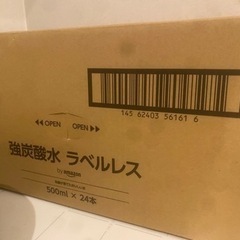 145 62403 56161 6
◀◀ OPEN OPEN ▶▶
強炭酸水 ラベルレス
by amazon
500ml × 24本